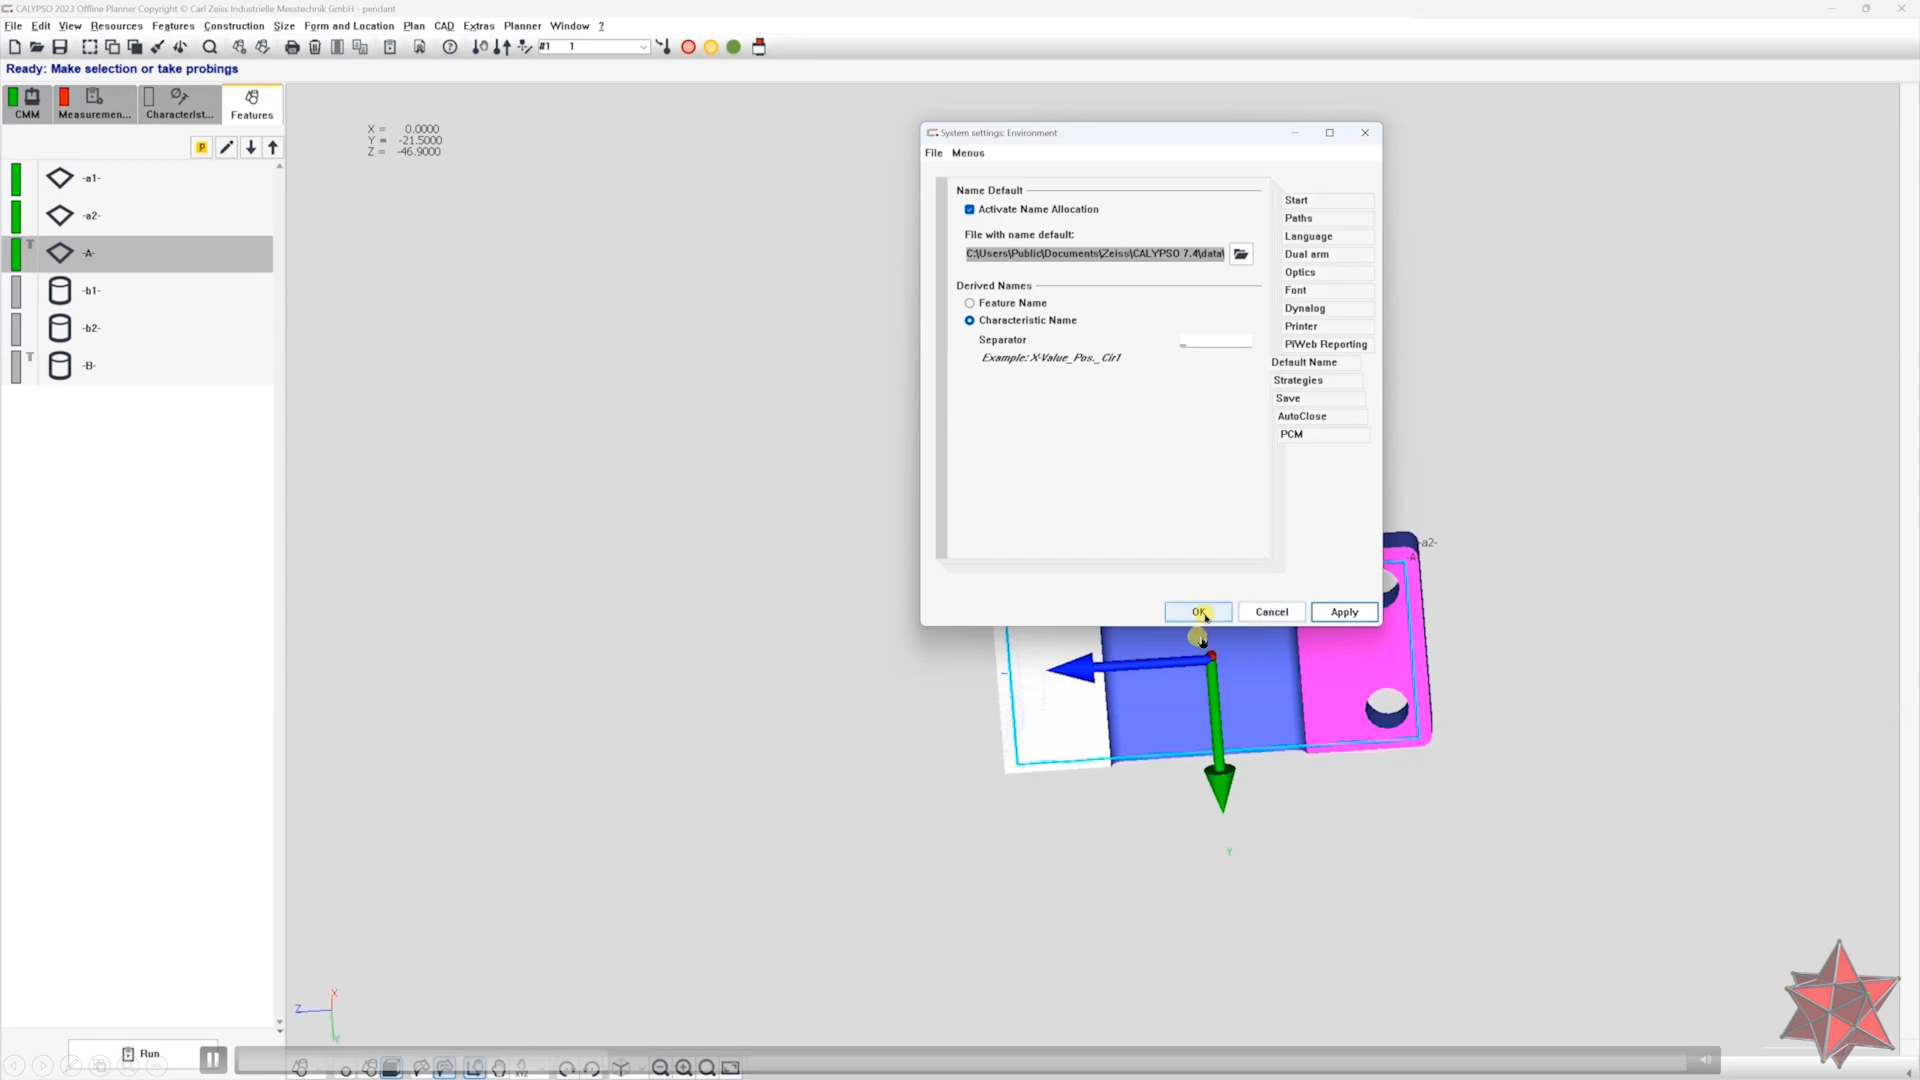 CALYPSO 2023 Offline Planner Copyright © Carl Zeiss Industrielle Messtechnik GmbH - pendant
File Edit View Resources Features Construction Size Form and Location Plan CAD Extras Planner Window ?
#1 1
Ready: Make selection or take probings
CMM Measuremen... Characterist... Features
P
X = 0.0000
Y = -21.5000
Z = -46.9000
-a1-
-a2-
T -A-
-b1-
-b2-
T -B-
System settings: Environment
File Menus
Name Default
Activate Name Allocation
File with name default:
C:\Users\Public\Documents\Zeiss\CALYPSO 7.4\data\
Derived Names
Feature Name
Characteristic Name
Separator _
Example: X-Value_Pos._Cir1
Start
Paths
Language
Dual arm
Optics
Font
Dynalog
Printer
PiWeb Reporting
Default Name
Strategies
Save
AutoClose
PCM
OK Cancel Apply
-a2-
Y
X
Z
Y
Run
XYZ